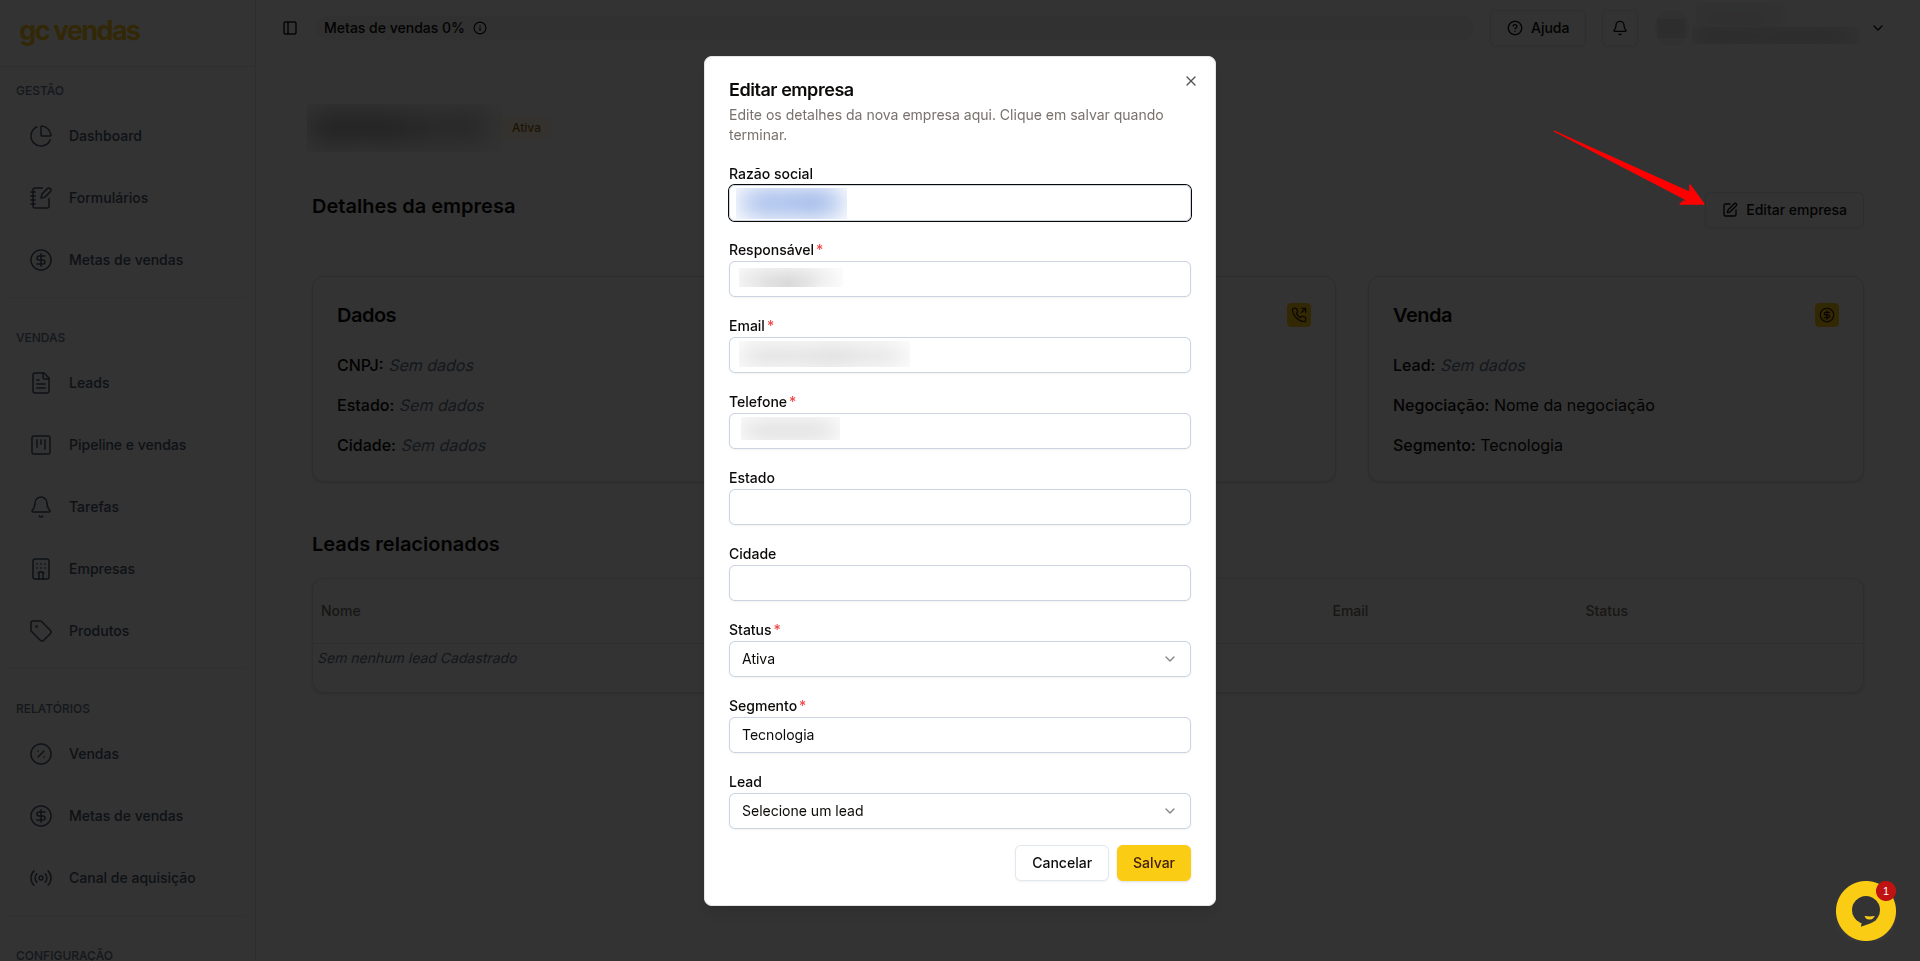 gc vendas
Metas de vendas 0%
Ajuda
GESTÃO
Dashboard
Formulários
Metas de vendas
VENDAS
Leads
Pipeline e vendas
Tarefas
Empresas
Produtos
RELATÓRIOS
Vendas
Metas de vendas
Canal de aquisição
CONFIGURAÇÃO
Ativa
Detalhes da empresa
Editar empresa
Dados
CNPJ: Sem dados
Estado: Sem dados
Cidade: Sem dados
Venda
Lead: Sem dados
Negociação: Nome da negociação
Segmento: Tecnologia
Leads relacionados
Nome
Email
Status
Sem nenhum lead Cadastrado
Editar empresa
Edite os detalhes da nova empresa aqui. Clique em salvar quando
terminar.
Razão social
Responsável *
Email *
Telefone *
Estado
Cidade
Status *
Ativa
Segmento *
Tecnologia
Lead
Selecione um lead
Cancelar
Salvar
1